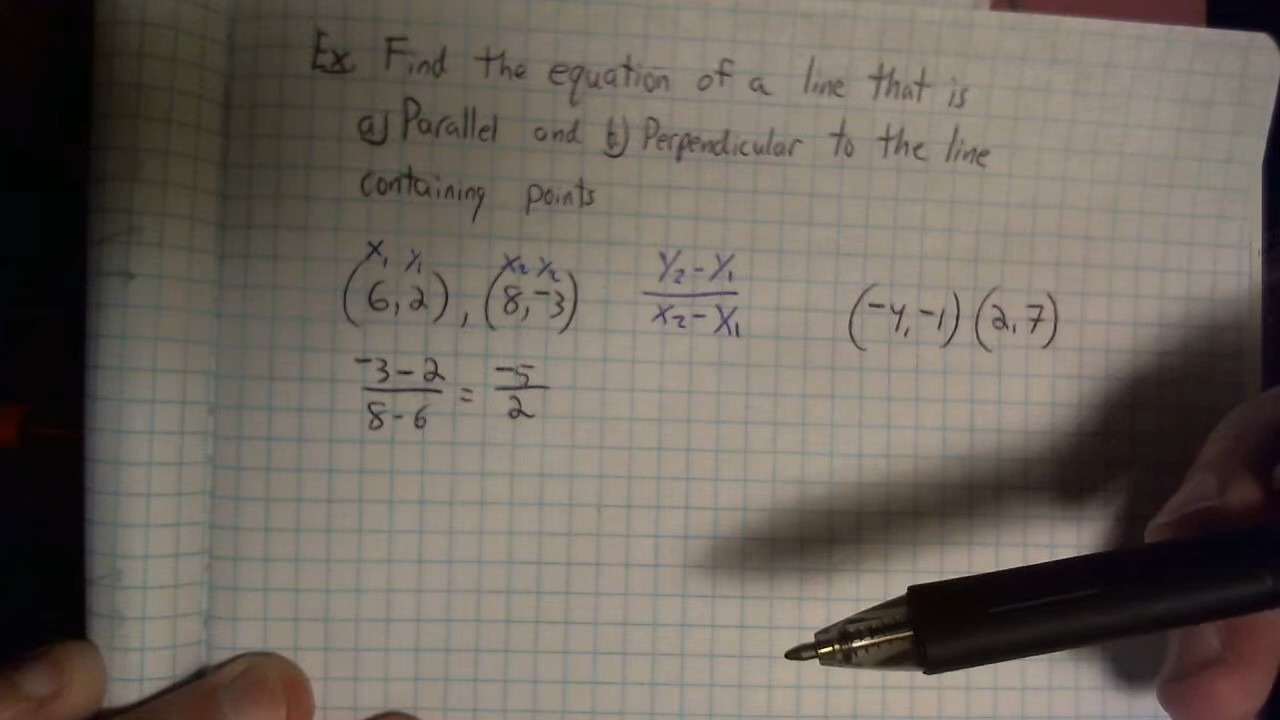 Ex Find the equation of a line that is
a) Parallel and b) Perpendicular to the line
containing points
x₁ y₁ x₂ y₂
(6,2), (8,-3) y₂-y₁/x₂-x₁ (-4,-1) (2,7)
-3-2/8-6 = -5/2